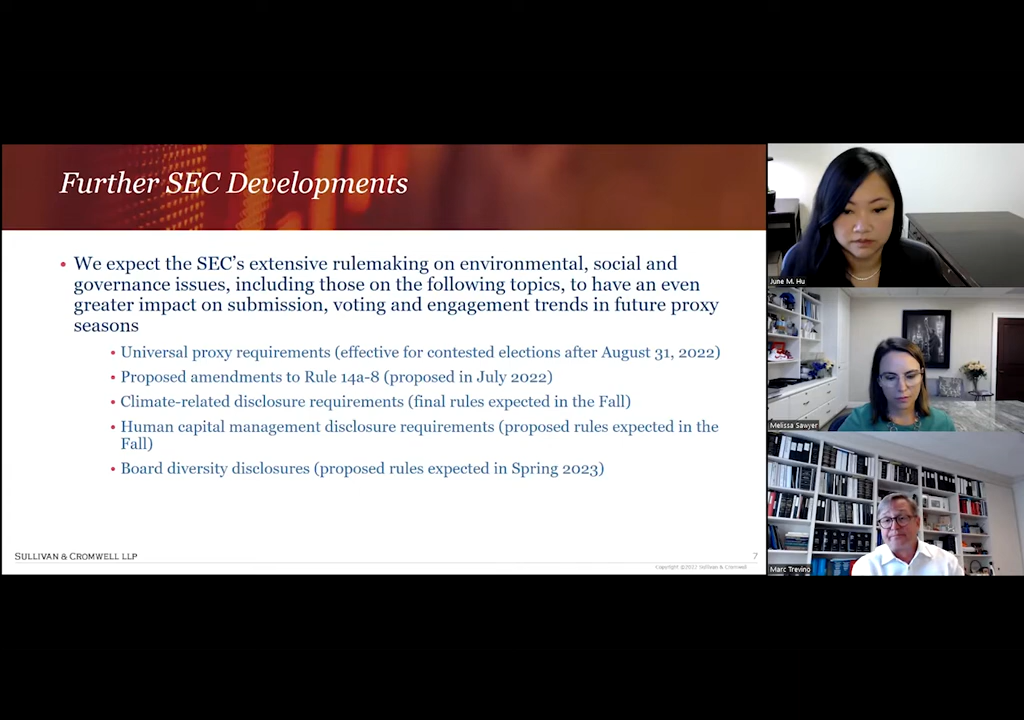 Further SEC Developments
• We expect the SEC's extensive rulemaking on environmental, social and
governance issues, including those on the following topics, to have an even
greater impact on submission, voting and engagement trends in future proxy
seasons
• Universal proxy requirements (effective for contested elections after August 31, 2022)
• Proposed amendments to Rule 14a-8 (proposed in July 2022)
• Climate-related disclosure requirements (final rules expected in the Fall)
• Human capital management disclosure requirements (proposed rules expected in the
Fall)
• Board diversity disclosures (proposed rules expected in Spring 2023)
SULLIVAN & CROMWELL LLP
7
Copyright ©2022 Sullivan & Cromwell
June M. Hu
Melissa Sawyer
Marc Trevino